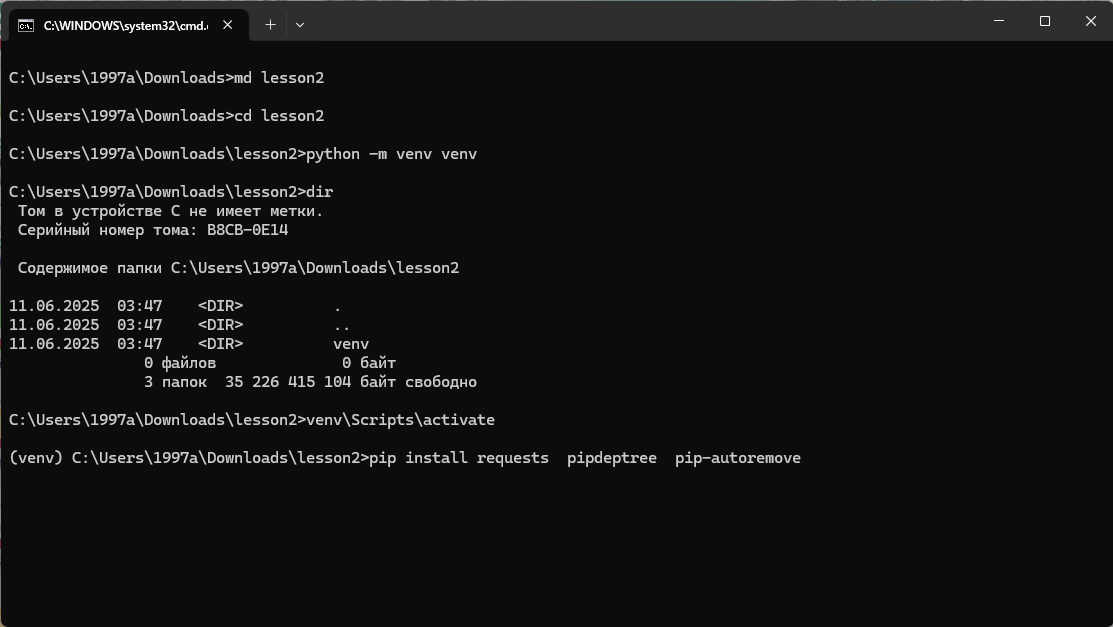 C:\WINDOWS\system32\cmd.
C:\Users\1997a\Downloads>md lesson2
C:\Users\1997a\Downloads>cd lesson2
C:\Users\1997a\Downloads\lesson2>python -m venv venv
C:\Users\1997a\Downloads\lesson2>dir
Том в устройстве C не имеет метки.
Серийный номер тома: B8CB-0E14
Содержимое папки C:\Users\1997a\Downloads\lesson2
11.06.2025  03:47    <DIR>          .
11.06.2025  03:47    <DIR>          ..
11.06.2025  03:47    <DIR>          venv
0 файлов              0 байт
3 папок  35 226 415 104 байт свободно
C:\Users\1997a\Downloads\lesson2>venv\Scripts\activate
(venv) C:\Users\1997a\Downloads\lesson2>pip install requests  pipdeptree  pip-autoremove